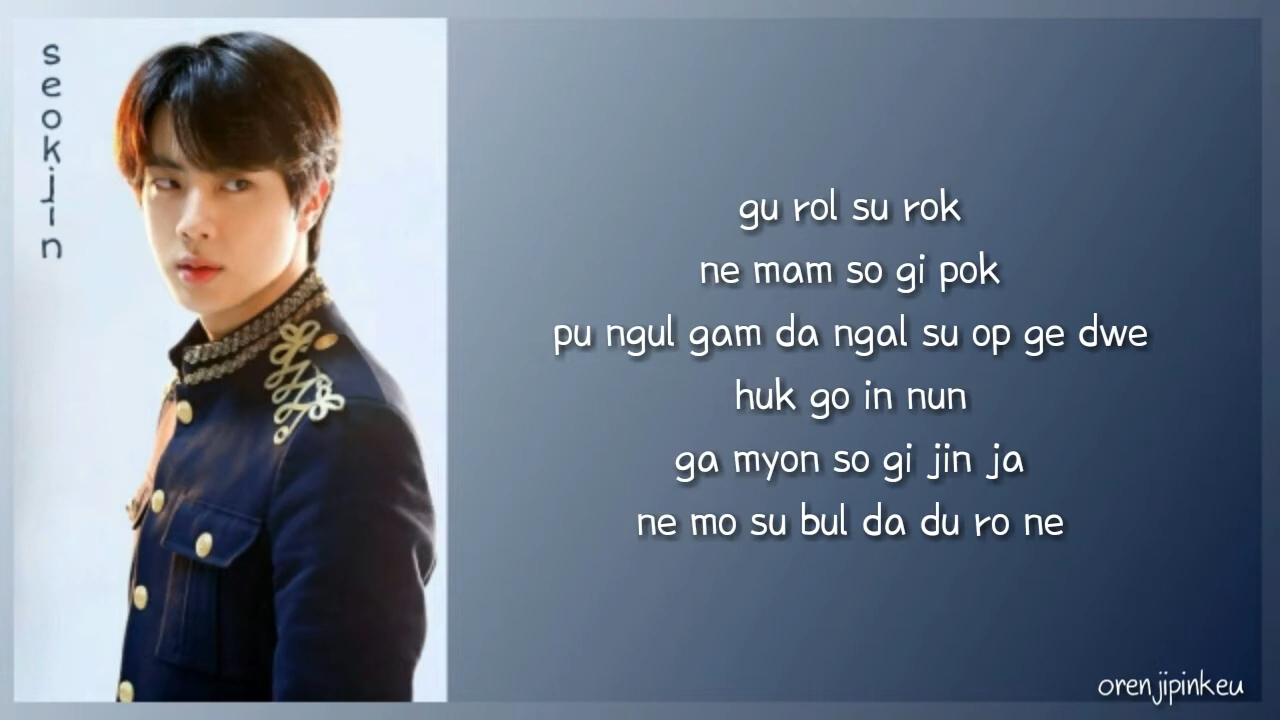 seokjin
gu rol su rok
ne mam so gi pok
pu ngul gam da ngal su op ge dwe
huk go in nun
ga myon so gi jin ja
ne mo su bul da du ro ne
orenjipinkeu